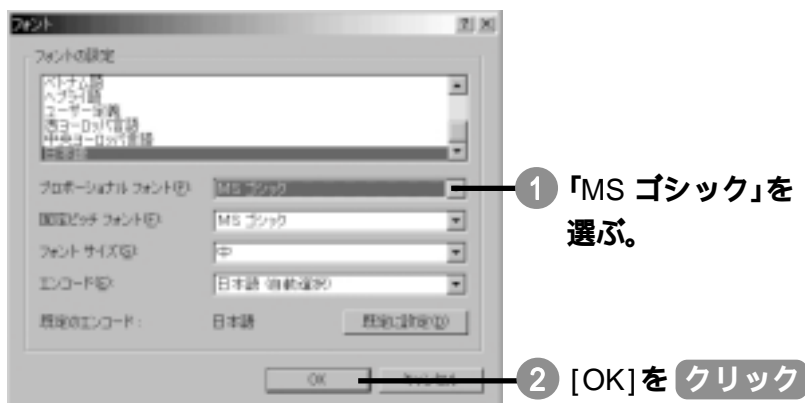 フォント
フォントの設定
ベトナム語
ヘブライ語
ユーザー定義
西ヨーロッパ言語
中央ヨーロッパ言語
日本語
プロポーショナル フォント(P): MS ゴシック
固定ピッチ フォント(F): MS ゴシック
フォント サイズ(S): 中
エンコード(E): 日本語 (自動選択)
既定のエンコード: 日本語 既定に設定(D)
OK キャンセル
1 「MS ゴシック」を
選ぶ。
2 [OK]を クリック